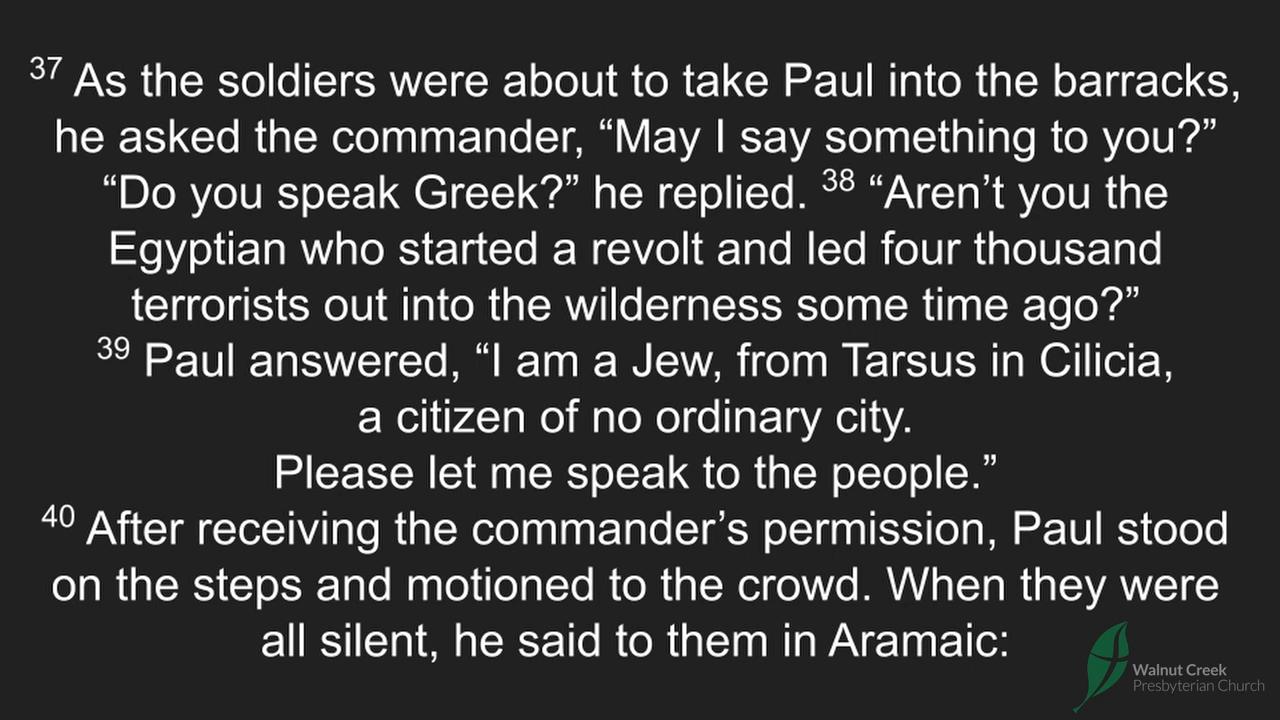 37 As the soldiers were about to take Paul into the barracks,
he asked the commander, “May I say something to you?”
“Do you speak Greek?” he replied. 38 “Aren’t you the
Egyptian who started a revolt and led four thousand
terrorists out into the wilderness some time ago?”
39 Paul answered, “I am a Jew, from Tarsus in Cilicia,
a citizen of no ordinary city.
Please let me speak to the people.”
40 After receiving the commander’s permission, Paul stood
on the steps and motioned to the crowd. When they were
all silent, he said to them in Aramaic:
Walnut Creek
Presbyterian Church